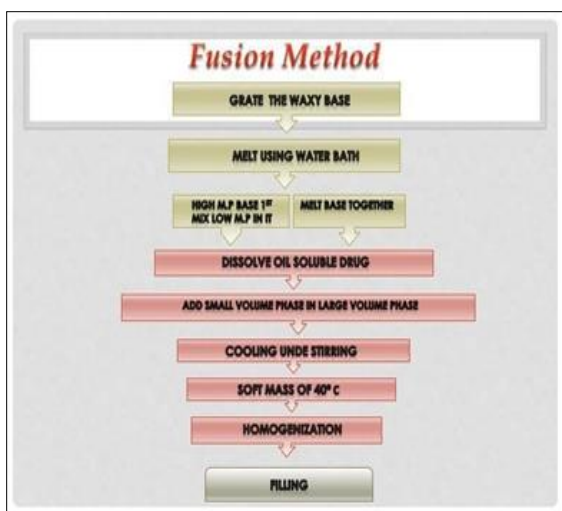 Fusion Method
GRATE THE WAXY BASE
MELT USING WATER BATH
HIGH M.P BASE 1ST
MIX LOW M.P IN IT
MELT BASE TOGETHER
DISSOLVE OIL SOLUBLE DRUG
ADD SMALL VOLUME PHASE IN LARGE VOLUME PHASE
COOLING UNDE STIRRING
SOFT MASS OF 40° C
HOMOGENIZATION
FILLING